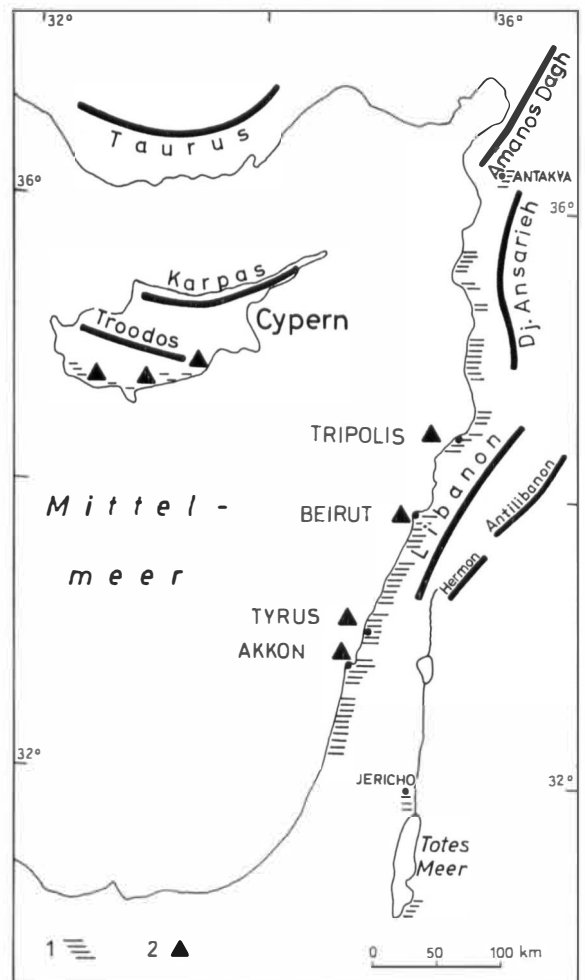 32°
36°
Taurus
Amanos Dagh
ANTAKYA
36°
36°
Dj. Ansarieh
Karpas
Troodos
Cypern
TRIPOLIS
Libanon
Antilibanon
Mittel-
meer
BEIRUT
Hermon
TYRUS
AKKON
32°
32°
JERICHO
Totes
Meer
1
2
0 50 100 km